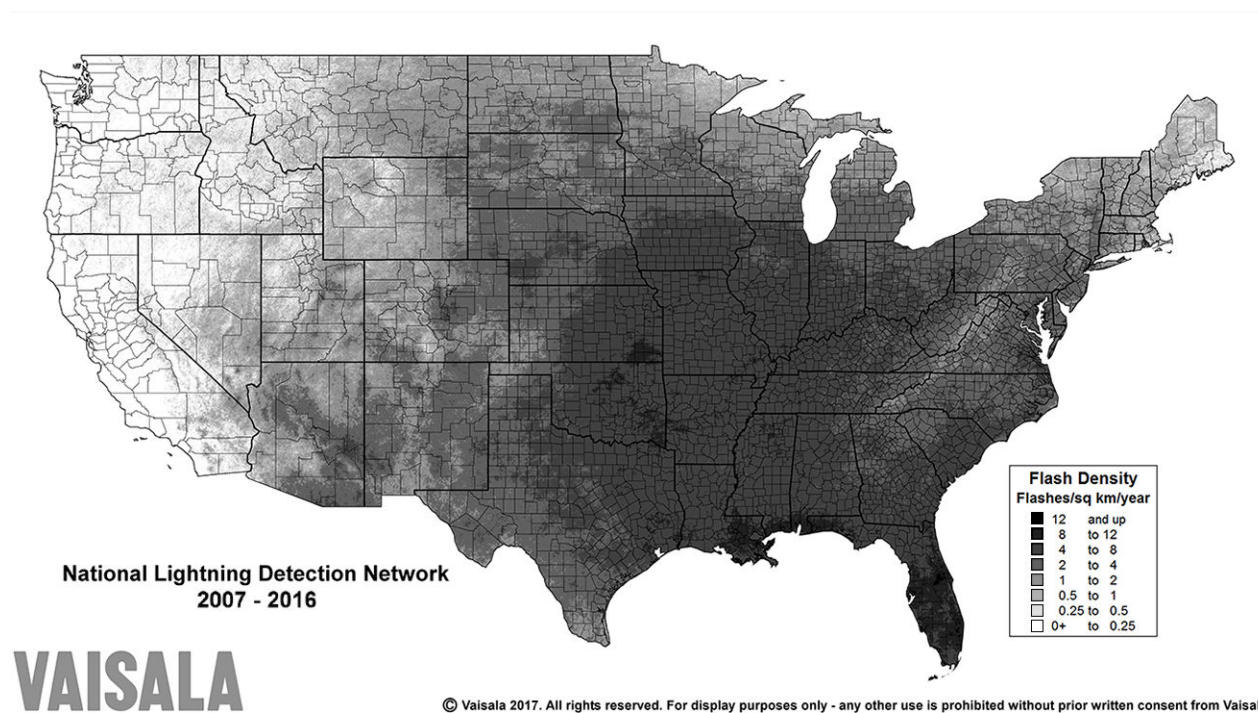 National Lightning Detection Network
2007 - 2016
Flash Density
Flashes/sq km/year
12 and up
8 to 12
4 to 8
2 to 4
1 to 2
0.5 to 1
0.25 to 0.5
0+ to 0.25
VAISALA
© Vaisala 2017. All rights reserved. For display purposes only - any other use is prohibited without prior written consent from Vaisal